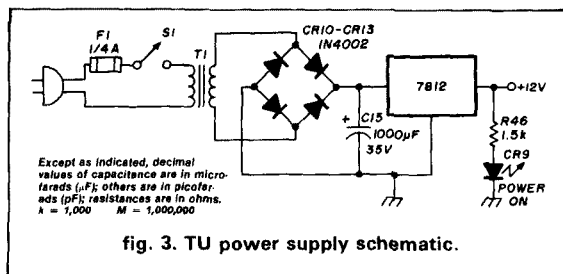 F1
1/4 A
S1
T1
CR10-CR13
1N4002
7812
+12V
+
C15
1000µF
35V
R46
1.5k
CR9
POWER
ON
Except as indicated, decimal
values of capacitance are in micro-
farads (µF); others are in picofar-
ads (pF); resistances are in ohms.
k = 1,000 M = 1,000,000
fig. 3. TU power supply schematic.